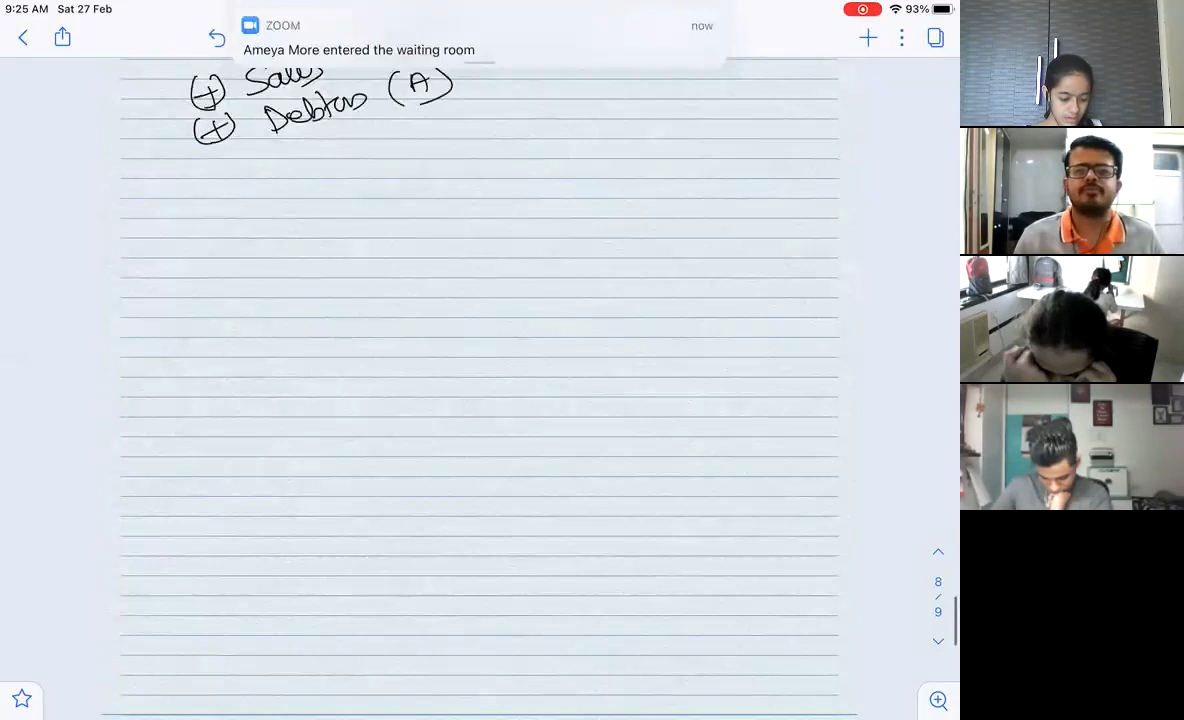 9:25 AM Sat 27 Feb
93%
ZOOM
now
Ameya More entered the waiting room
+ Sales
+ Debtors (A)
8
9